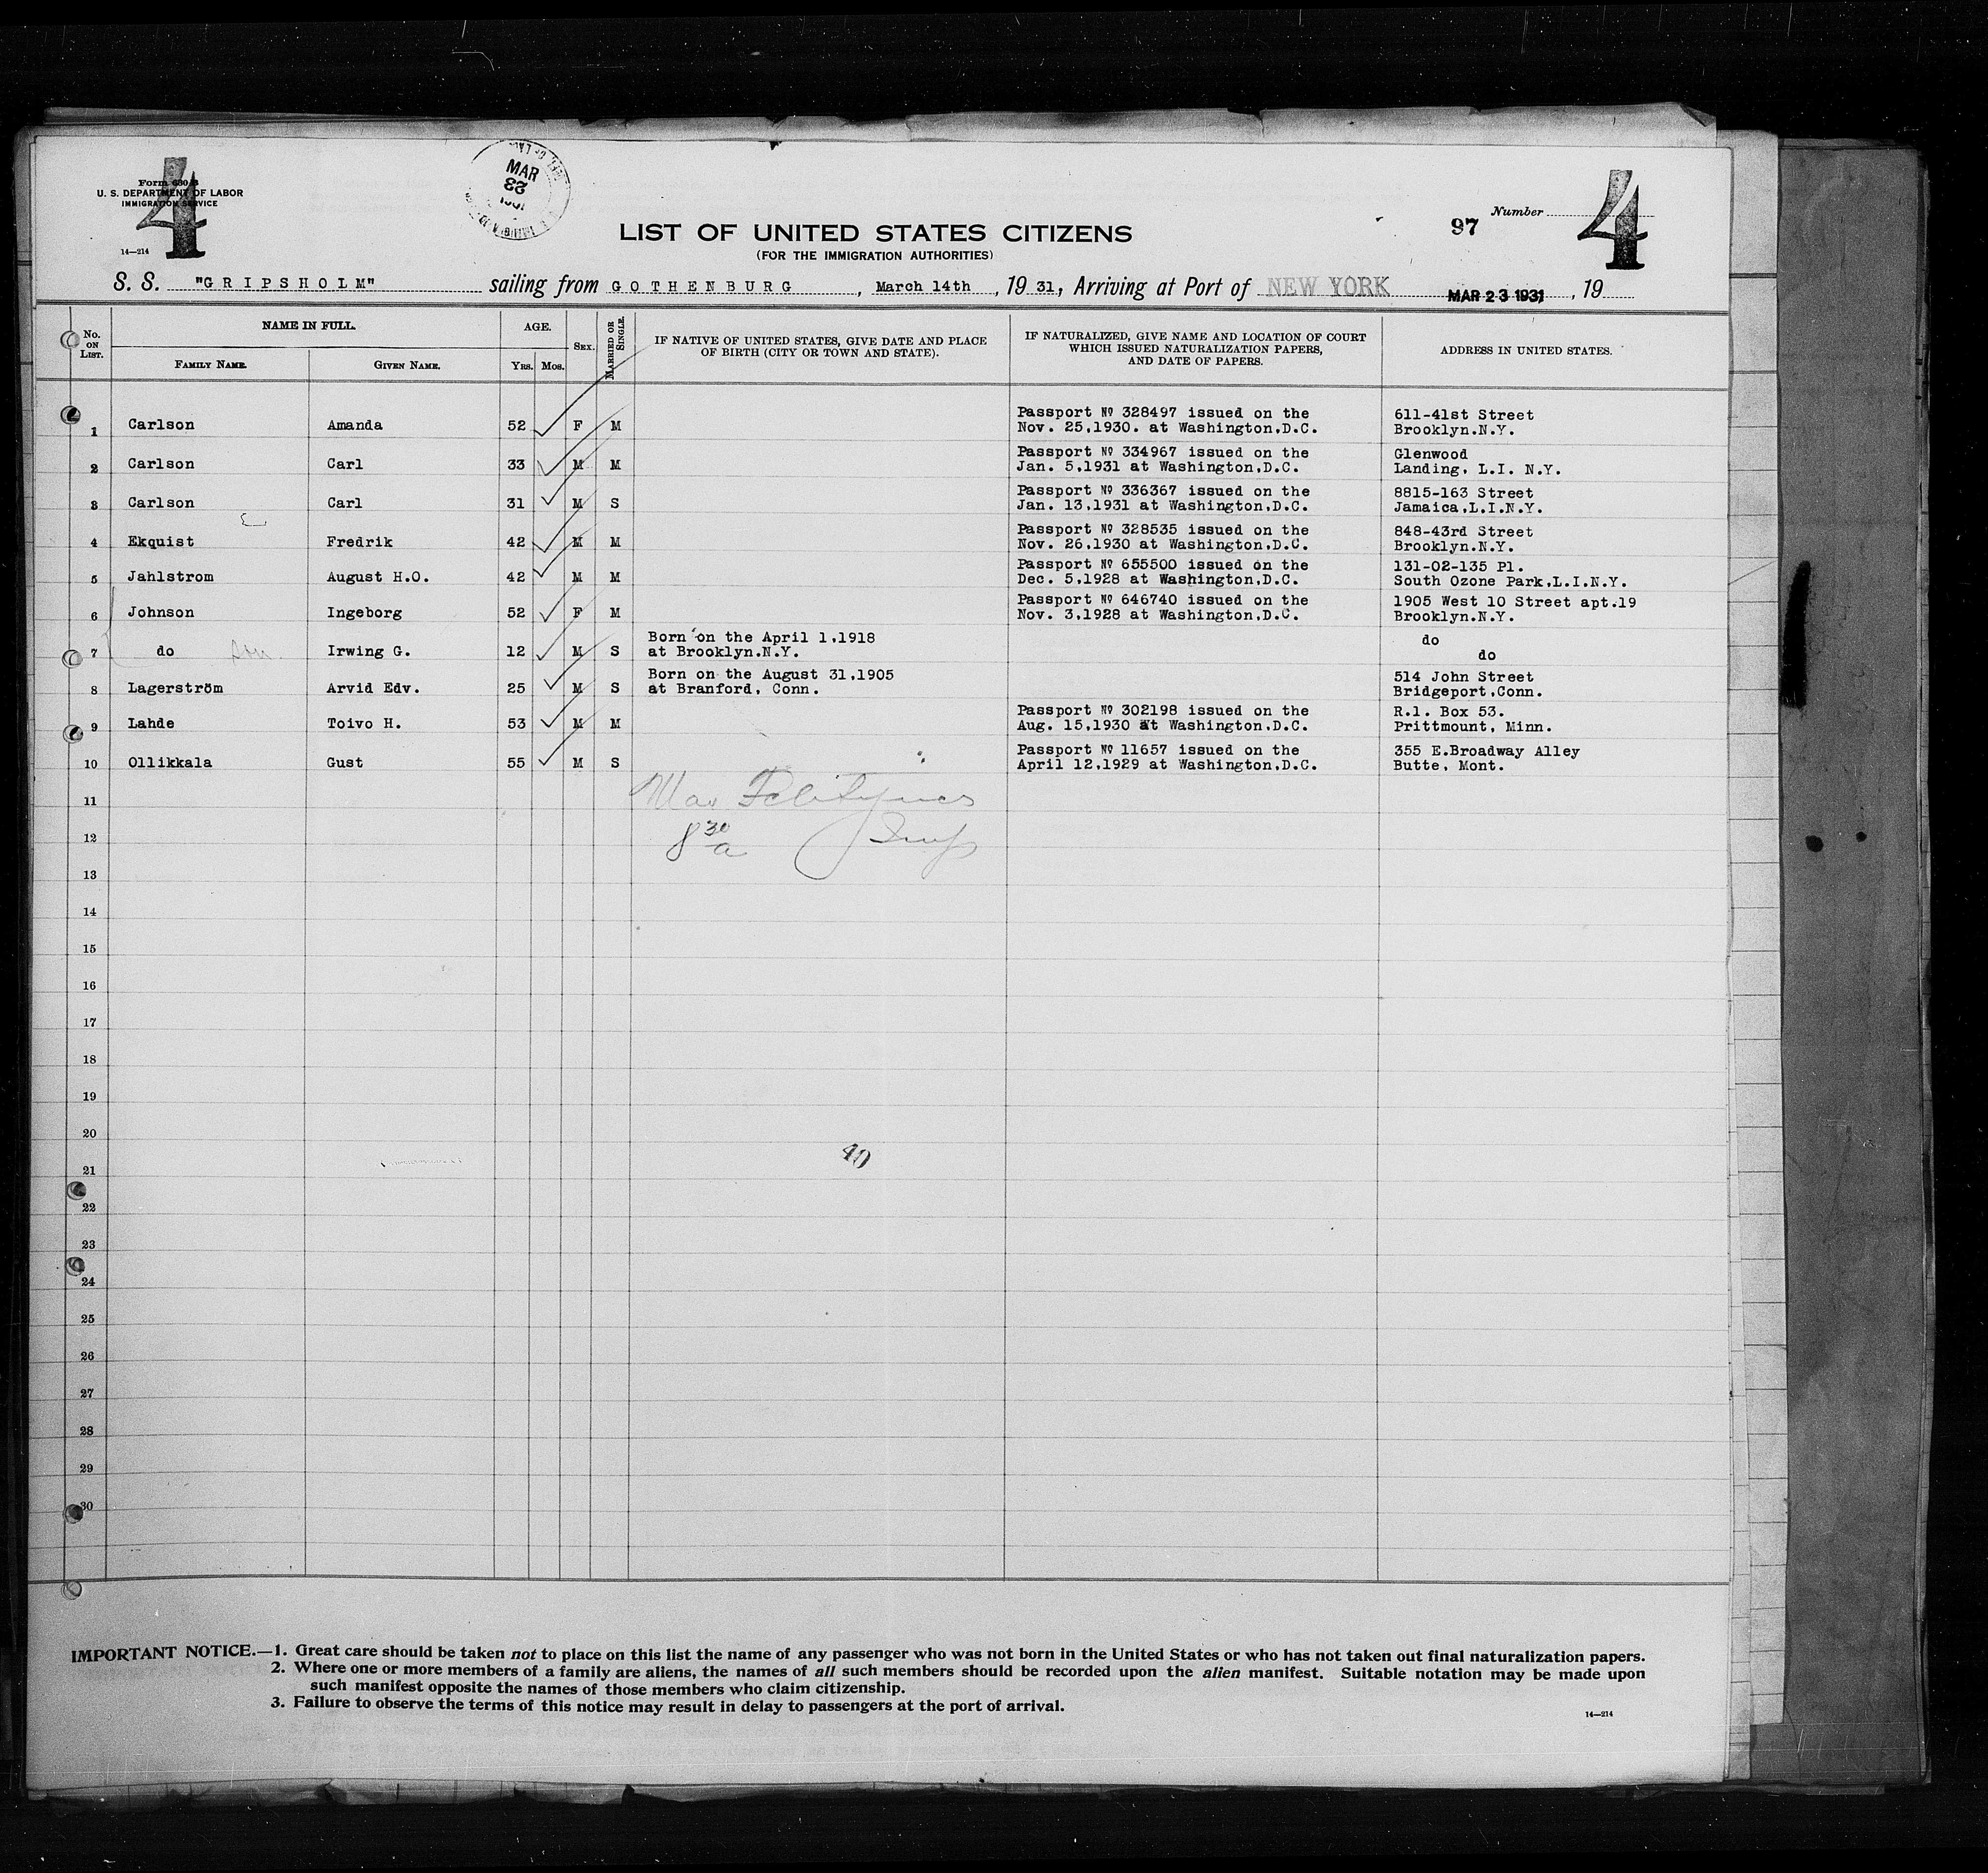 4
Form 630 B
U. S. DEPARTMENT OF LABOR
IMMIGRATION SERVICE
14—214
MAR
23
1931
LIST OF UNITED STATES CITIZENS
(FOR THE IMMIGRATION AUTHORITIES)
97
Number
4
S. S. "GRIPSHOLM" sailing from GOTHENBURG, March 14th, 1931, Arriving at Port of NEW YORK MAR 23 1931, 19
No. ON LIST.
NAME IN FULL.
FAMILY NAME.
GIVEN NAME.
AGE.
YRS.
MOS.
SEX.
MARRIED OR SINGLE.
IF NATIVE OF UNITED STATES, GIVE DATE AND PLACE
OF BIRTH (CITY OR TOWN AND STATE).
IF NATURALIZED, GIVE NAME AND LOCATION OF COURT
WHICH ISSUED NATURALIZATION PAPERS,
AND DATE OF PAPERS.
ADDRESS IN UNITED STATES.
1 Carlson Amanda 52 F M Passport Nº 328497 issued on the 611-41st Street
Nov. 25,1930. at Washington,D.C. Brooklyn.N.Y.
2 Carlson Carl 33 M M Passport Nº 334967 issued on the Glenwood
Jan. 5,1931 at Washington,D.C. Landing, L.I. N.Y.
3 Carlson Carl 31 M S Passport Nº 336367 issued on the 8815-163 Street
Jan. 13,1931 at Washington,D.C. Jamaica,L.I.N.Y.
4 Ekquist Fredrik 42 M M Passport Nº 328535 issued on the 848-43rd Street
Nov. 26,1930 at Washington,D.C. Brooklyn.N.Y.
5 Jahlstrom August H.O. 42 M M Passport Nº 655500 issued on the 131-02-135 Pl.
Dec. 5,1928 at Washington,D.C. South Ozone Park,L.I.N.Y.
6 Johnson Ingeborg 52 F M Passport Nº 646740 issued on the 1905 West 10 Street apt.19
Nov. 3,1928 at Washington,D.C. Brooklyn.N.Y.
7 do son Irwing G. 12 M S Born on the April 1,1918 do
at Brooklyn.N.Y. do
8 Lagerström Arvid Edv. 25 M S Born on the August 31,1905 514 John Street
at Branford, Conn. Bridgeport,Conn.
9 Lahde Toivo H. 53 M M Passport Nº 302198 issued on the R.1. Box 53.
Aug. 15,1930 at Washington,D.C. Prittmount, Minn.
10 Ollikkala Gust 55 M S Passport Nº 11657 issued on the 355 E.Broadway Alley
April 12,1929 at Washington,D.C. Butte, Mont.
11
12 8 30 a
13
14
15
16
17
18
19
20
40
21
22
23
24
25
26
27
28
29
30
IMPORTANT NOTICE.—1. Great care should be taken not to place on this list the name of any passenger who was not born in the United States or who has not taken out final naturalization papers.
2. Where one or more members of a family are aliens, the names of all such members should be recorded upon the alien manifest. Suitable notation may be made upon
such manifest opposite the names of those members who claim citizenship.
3. Failure to observe the terms of this notice may result in delay to passengers at the port of arrival.
14—214